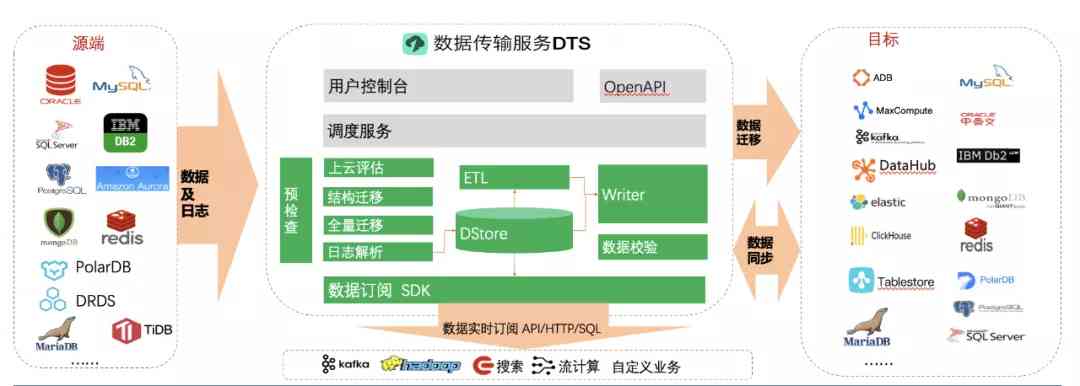 源端
ORACLE
MySQL
SQL Server
IBM
DB2
PostgreSQL
Amazon Aurora
mongoDB
redis
PolarDB
DRDS
MariaDB
TiDB
......
数据
及
日志
数据传输服务DTS
用户控制台
OpenAPI
调度服务
预
检
查
上云评估
结构迁移
全量迁移
日志解析
ETL
DStore
Writer
数据校验
数据订阅 SDK
数据实时订阅 API/HTTP/SQL
kafka
hadoop
搜索
流计算
自定义业务
数据
迁移
数据
同步
目标
ADB
MySQL
MaxCompute
ORACLE
中香文
kafka
DataHub
IBM Db2
elastic
mongoDB
ClickHouse
redis
Tablestore
PolarDB
PostgreSQL
MariaDB
SQL Server
......